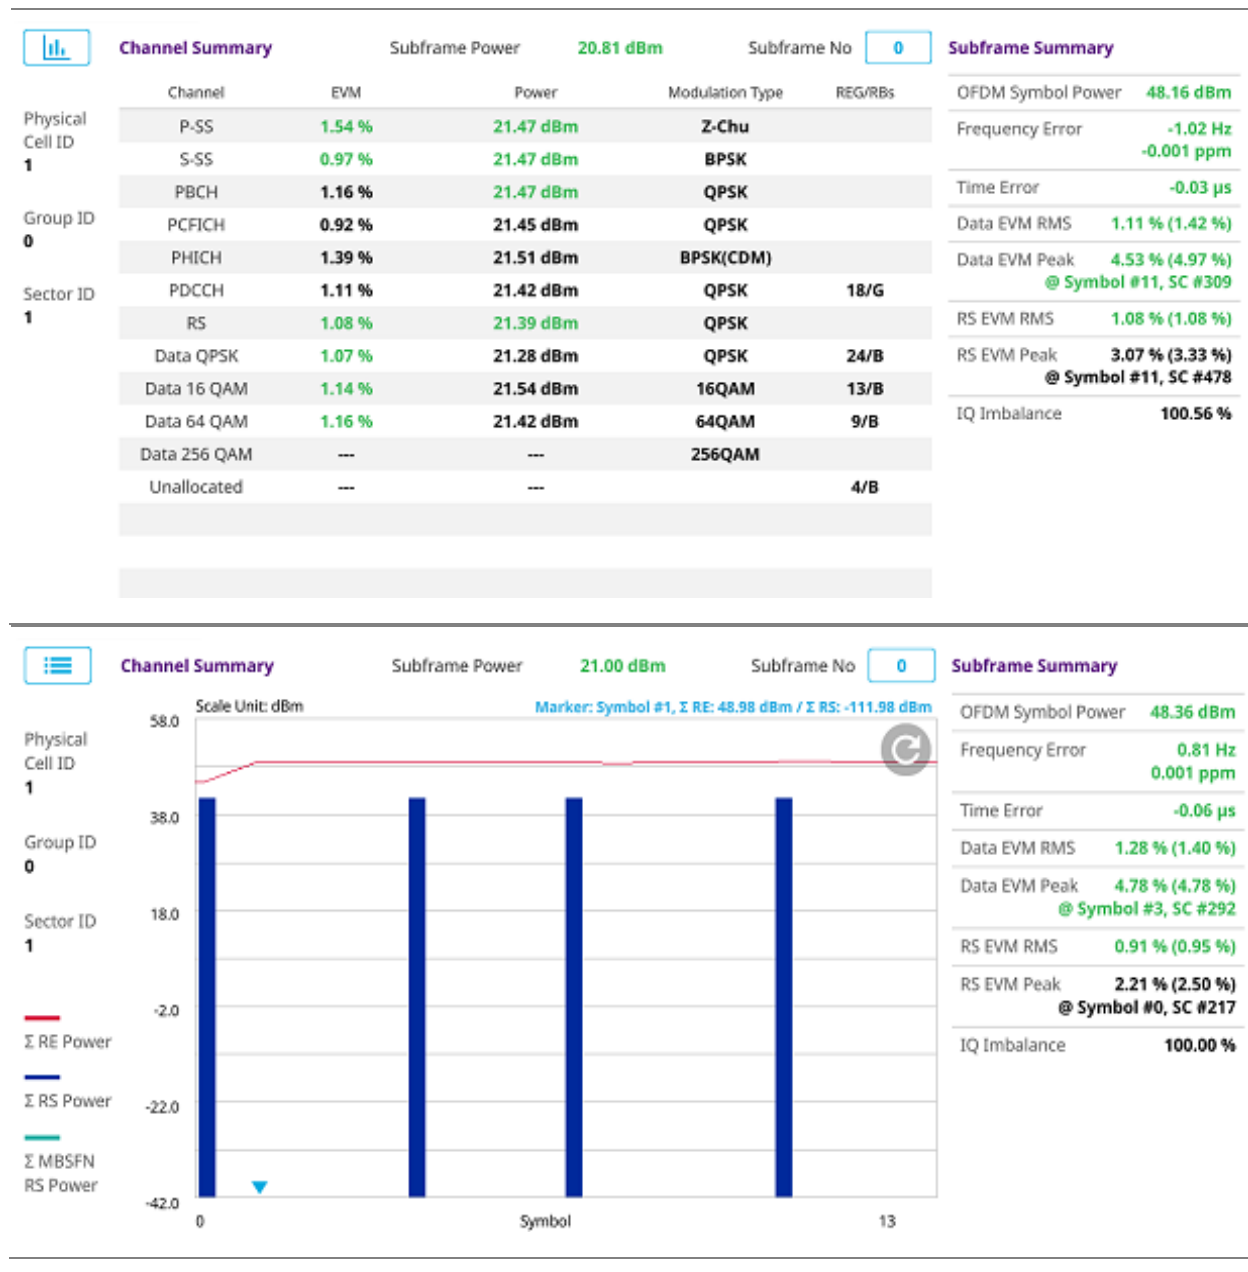 Channel Summary Subframe Power 20.81 dBm Subframe No 0 Subframe Summary
Physical
Cell ID
1
Group ID
0
Sector ID
1
Channel EVM Power Modulation Type REG/RBs
P-SS 1.54 % 21.47 dBm Z-Chu
S-SS 0.97 % 21.47 dBm BPSK
PBCH 1.16 % 21.47 dBm QPSK
PCFICH 0.92 % 21.45 dBm QPSK
PHICH 1.39 % 21.51 dBm BPSK(CDM)
PDCCH 1.11 % 21.42 dBm QPSK 18/G
RS 1.08 % 21.39 dBm QPSK
Data QPSK 1.07 % 21.28 dBm QPSK 24/B
Data 16 QAM 1.14 % 21.54 dBm 16QAM 13/B
Data 64 QAM 1.16 % 21.42 dBm 64QAM 9/B
Data 256 QAM --- --- 256QAM
Unallocated --- --- 4/B
OFDM Symbol Power 48.16 dBm
Frequency Error -1.02 Hz
-0.001 ppm
Time Error -0.03 µs
Data EVM RMS 1.11 % (1.42 %)
Data EVM Peak 4.53 % (4.97 %)
@ Symbol #11, SC #309
RS EVM RMS 1.08 % (1.08 %)
RS EVM Peak 3.07 % (3.33 %)
@ Symbol #11, SC #478
IQ Imbalance 100.56 %
Channel Summary Subframe Power 21.00 dBm Subframe No 0 Subframe Summary
Physical
Cell ID
1
Group ID
0
Sector ID
1
Σ RE Power
Σ RS Power
Σ MBSFN
RS Power
Scale Unit: dBm Marker: Symbol #1, Σ RE: 48.98 dBm / Σ RS: -111.98 dBm
58.0
38.0
18.0
-2.0
-22.0
-42.0
0 Symbol 13
OFDM Symbol Power 48.36 dBm
Frequency Error 0.81 Hz
0.001 ppm
Time Error -0.06 µs
Data EVM RMS 1.28 % (1.40 %)
Data EVM Peak 4.78 % (4.78 %)
@ Symbol #3, SC #292
RS EVM RMS 0.91 % (0.95 %)
RS EVM Peak 2.21 % (2.50 %)
@ Symbol #0, SC #217
IQ Imbalance 100.00 %